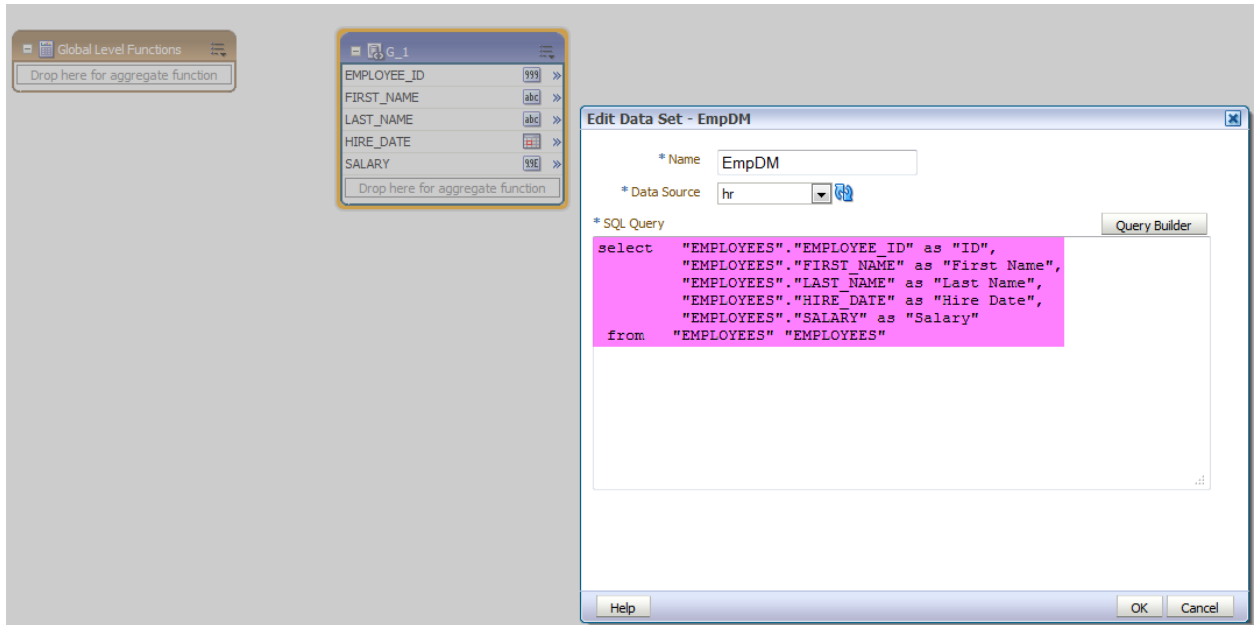 Global Level Functions
Drop here for aggregate function
G_1
EMPLOYEE_ID 999
FIRST_NAME abc
LAST_NAME abc
HIRE_DATE
SALARY 99E
Drop here for aggregate function
Edit Data Set - EmpDM
* Name EmpDM
* Data Source hr
* SQL Query Query Builder
select "EMPLOYEES"."EMPLOYEE_ID" as "ID",
"EMPLOYEES"."FIRST_NAME" as "First Name",
"EMPLOYEES"."LAST_NAME" as "Last Name",
"EMPLOYEES"."HIRE_DATE" as "Hire Date",
"EMPLOYEES"."SALARY" as "Salary"
from "EMPLOYEES" "EMPLOYEES"
Help OK Cancel